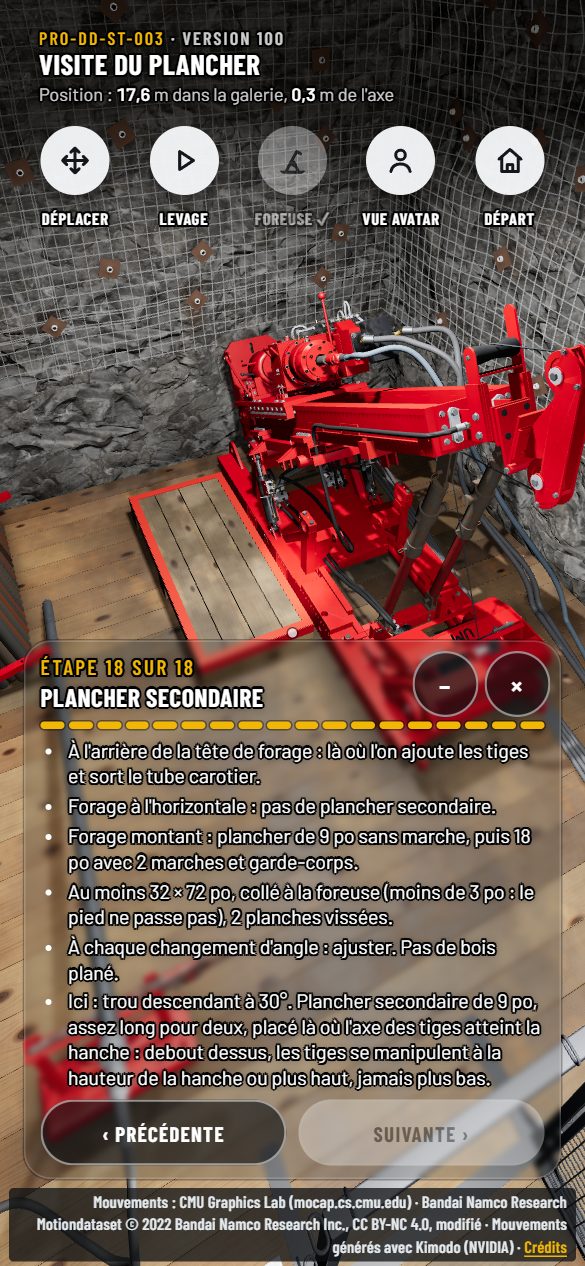 PRO-DD-ST-003 · VERSION 100
VISITE DU PLANCHER
Position : 17,6 m dans la galerie, 0,3 m de l'axe
DÉPLACER
LEVAGE
FOREUSE ✓
VUE AVATAR
DÉPART
ÉTAPE 18 SUR 18
PLANCHER SECONDAIRE
• À l'arrière de la tête de forage : là où l'on ajoute les tiges
et sort le tube carotier.
• Forage à l'horizontale : pas de plancher secondaire.
• Forage montant : plancher de 9 po sans marche, puis 18
po avec 2 marches et garde-corps.
• Au moins 32 × 72 po, collé à la foreuse (moins de 3 po : le
pied ne passe pas), 2 planches vissées.
• À chaque changement d'angle : ajuster. Pas de bois
plané.
• Ici : trou descendant à 30°. Plancher secondaire de 9 po,
assez long pour deux, placé là où l'axe des tiges atteint la
hanche : debout dessus, les tiges se manipulent à la
hauteur de la hanche ou plus haut, jamais plus bas.
‹ PRÉCÉDENTE
SUIVANTE ›
Mouvements : CMU Graphics Lab (mocap.cs.cmu.edu) · Bandai Namco Research
Motiondataset © 2022 Bandai Namco Research Inc., CC BY-NC 4.0, modifié · Mouvements
générés avec Kimodo (NVIDIA) · Crédits